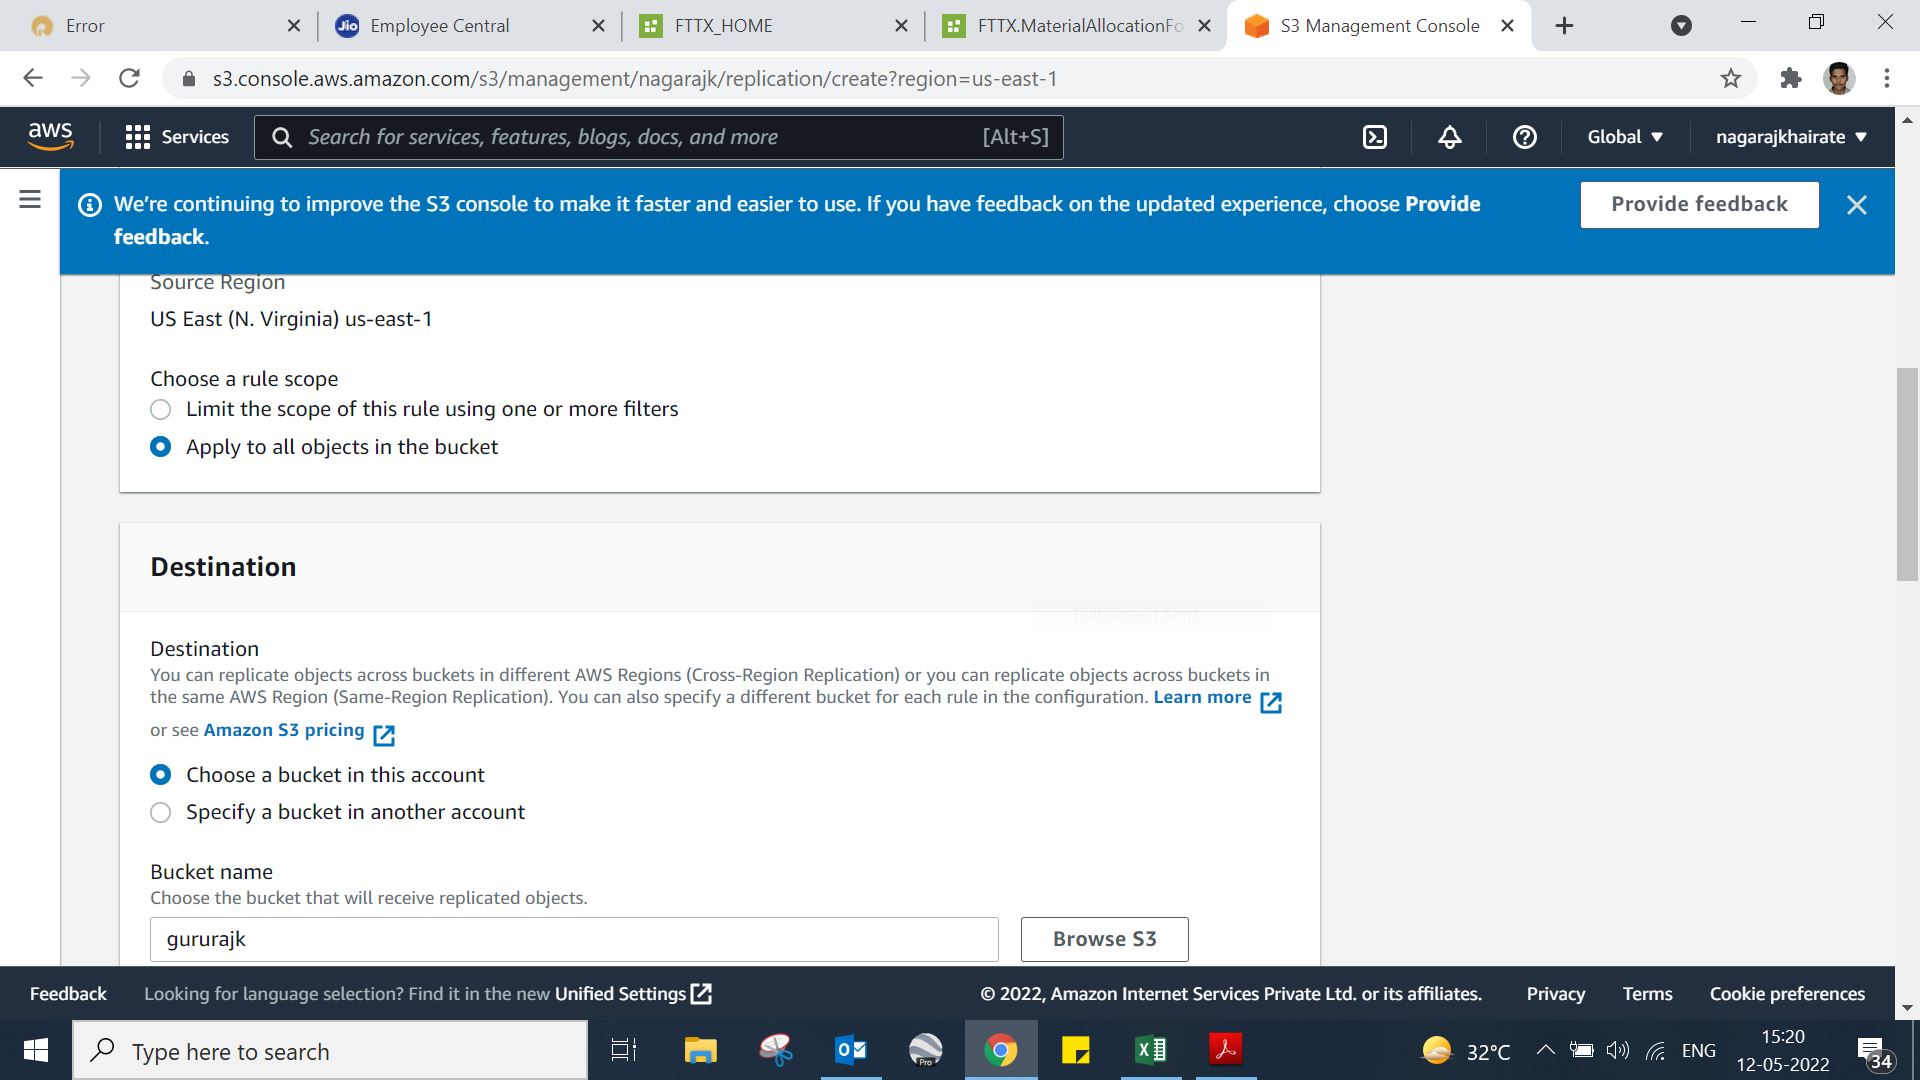 Error
Jio
Employee Central
FTTX_HOME
FTTX.MaterialAllocationFo
S3 Management Console
s3.console.aws.amazon.com/s3/management/nagarajk/replication/create?region=us-east-1
aws
Services
Search for services, features, blogs, docs, and more
[Alt+S]
Global
nagarajkhairate
We're continuing to improve the S3 console to make it faster and easier to use. If you have feedback on the updated experience, choose Provide
feedback.
Provide feedback
Source Region
US East (N. Virginia) us-east-1
Choose a rule scope
Limit the scope of this rule using one or more filters
Apply to all objects in the bucket
Destination
Full-screen Snip
Destination
You can replicate objects across buckets in different AWS Regions (Cross-Region Replication) or you can replicate objects across buckets in
the same AWS Region (Same-Region Replication). You can also specify a different bucket for each rule in the configuration. Learn more
or see Amazon S3 pricing
Choose a bucket in this account
Specify a bucket in another account
Bucket name
Choose the bucket that will receive replicated objects.
gururajk
Browse S3
Feedback
Looking for language selection? Find it in the new Unified Settings
© 2022, Amazon Internet Services Private Ltd. or its affiliates.
Privacy
Terms
Cookie preferences
Type here to search
Pro
32°C
ENG
15:20
12-05-2022
34